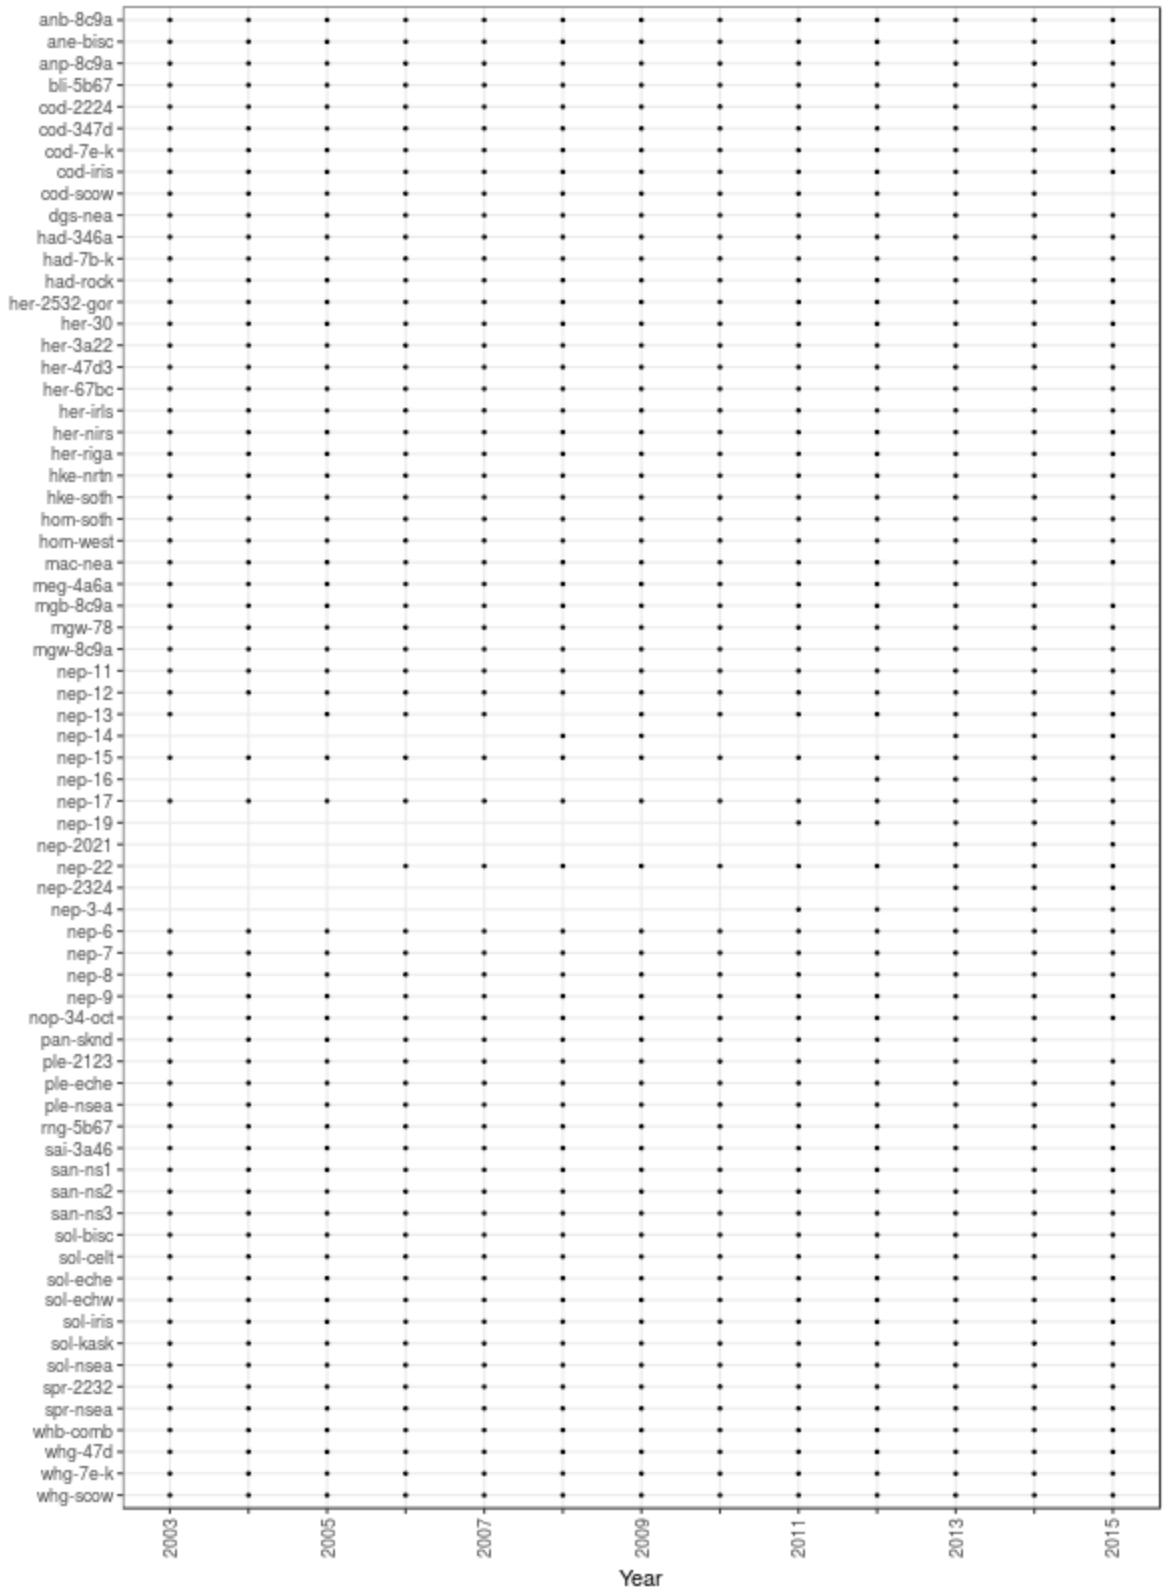 anb-8c9a
ane-bisc
anp-8c9a
bli-5b67
cod-2224
cod-347d
cod-7e-k
cod-iris
cod-scow
dgs-nea
had-346a
had-7b-k
had-rock
her-2532-gor
her-30
her-3a22
her-47d3
her-67bc
her-irls
her-nirs
her-riga
hke-nrtn
hke-soth
hom-soth
hom-west
mac-nea
meg-4a6a
mgb-8c9a
mgw-78
mgw-8c9a
nep-11
nep-12
nep-13
nep-14
nep-15
nep-16
nep-17
nep-19
nep-2021
nep-22
nep-2324
nep-3-4
nep-6
nep-7
nep-8
nep-9
nop-34-oct
pan-sknd
ple-2123
ple-eche
ple-nsea
rng-5b67
sai-3a46
san-ns1
san-ns2
san-ns3
sol-bisc
sol-celt
sol-eche
sol-echw
sol-iris
sol-kask
sol-nsea
spr-2232
spr-nsea
whb-comb
whg-47d
whg-7e-k
whg-scow
2003 2005 2007 2009 2011 2013 2015
Year